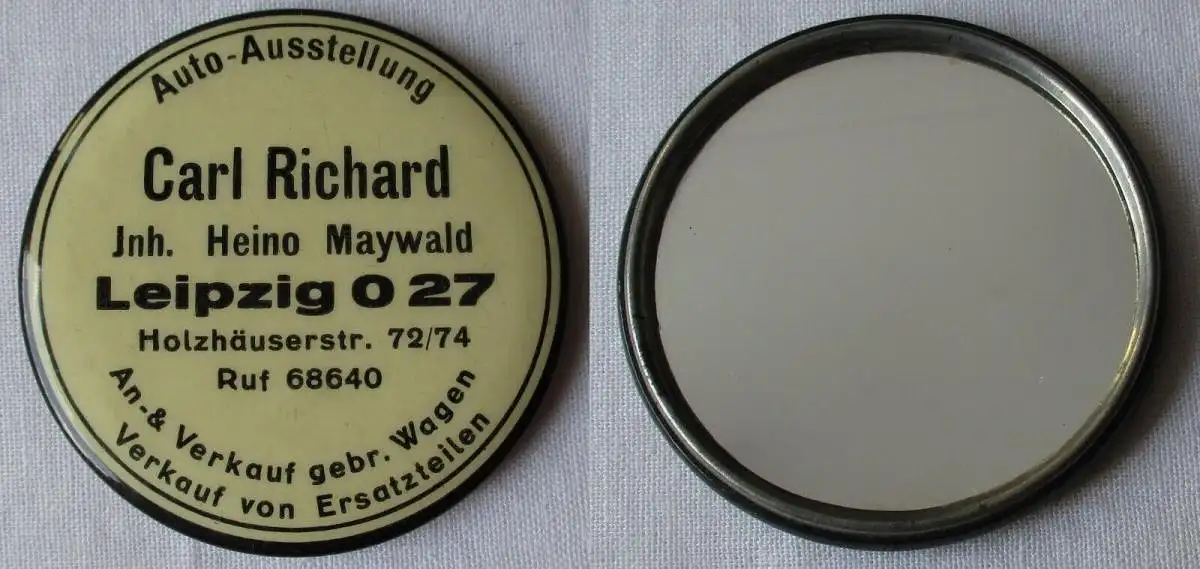 Auto-Ausstellung
Carl Richard
Jnh. Heino Maywald
Leipzig O 27
Holzhäuserstr. 72/74
Ruf 68640
An- & Verkauf gebr. Wagen
Verkauf von Ersatzteilen